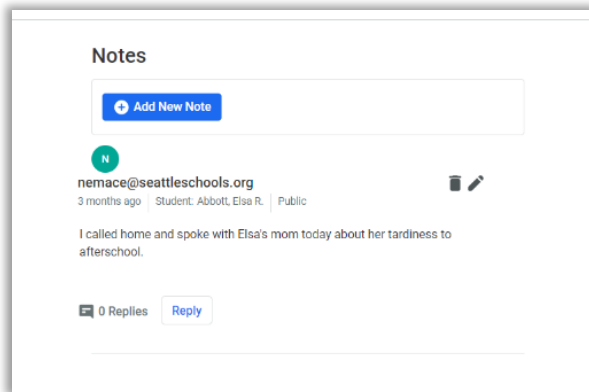 Notes
Add New Note
N
nemace@seattleschools.org
3 months ago Student: Abbott, Elsa R. Public
I called home and spoke with Elsa's mom today about her tardiness to
afterschool.
0 Replies Reply